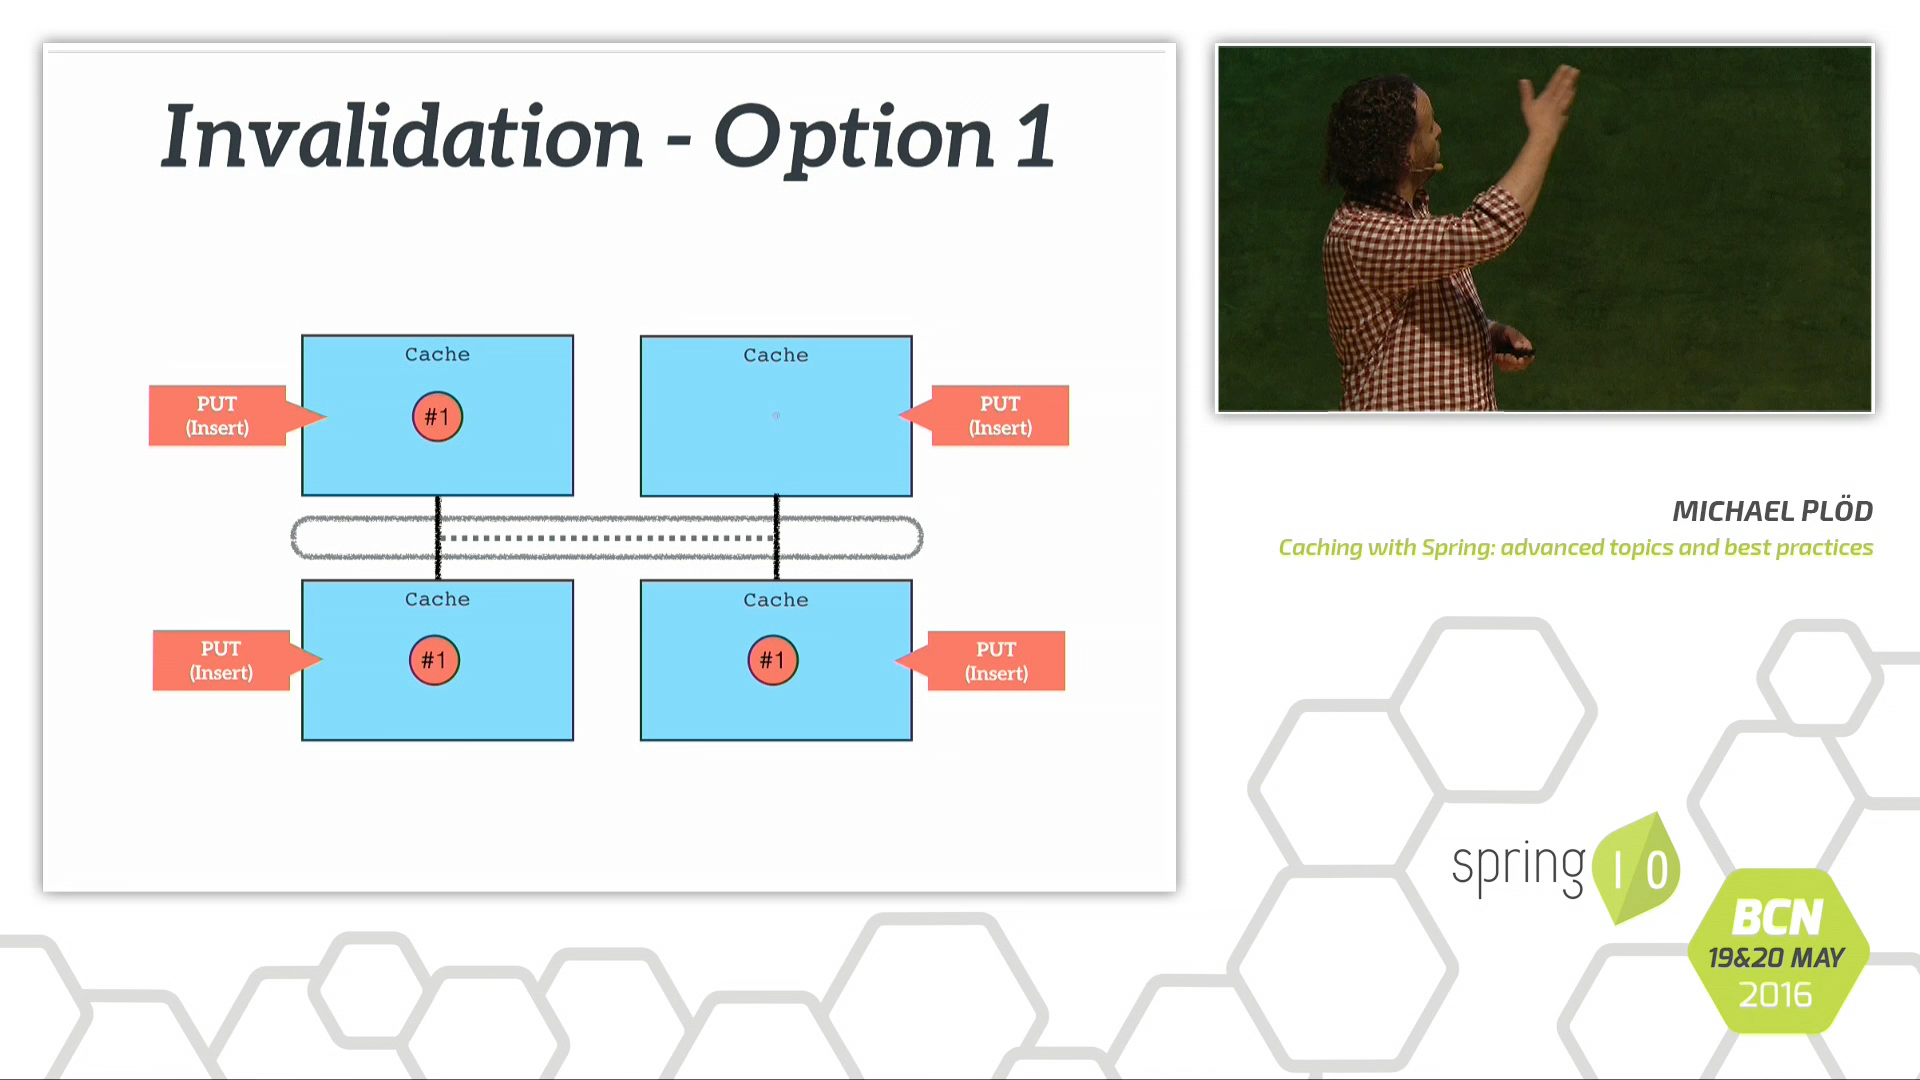 Invalidation - Option 1
Cache
Cache
PUT
(Insert)
#1
PUT
(Insert)
Cache
Cache
PUT
(Insert)
#1
#1
PUT
(Insert)
MICHAEL PLÖD
Caching with Spring: advanced topics and best practices
spring I O
BCN
19&20 MAY
2016